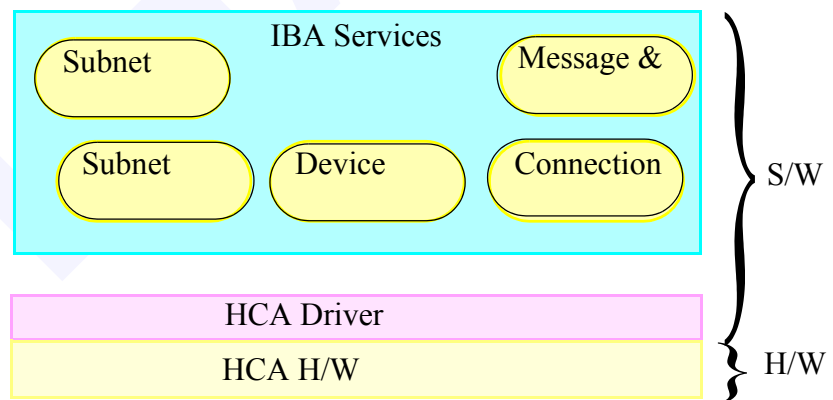 IBA Services
Subnet
Message &
Subnet
Device
Connection
S/W
HCA Driver
HCA H/W
H/W